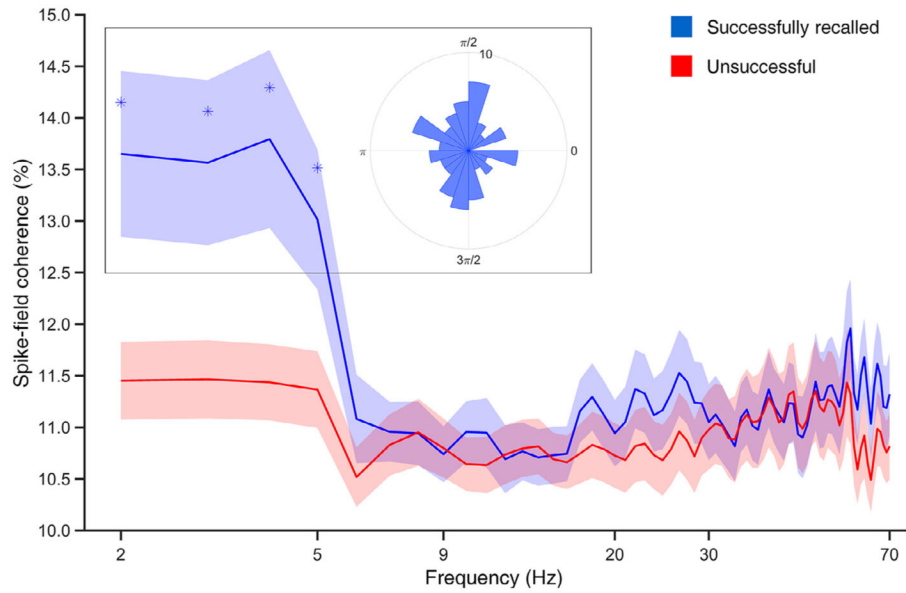 15.0
14.5
14.0
13.5
13.0
12.5
12.0
11.5
11.0
10.5
10.0
Spike-field coherence (%)
π/2
10
π
0
3π/2
Successfully recalled
Unsuccessful
2
5
9
20
30
70
Frequency (Hz)